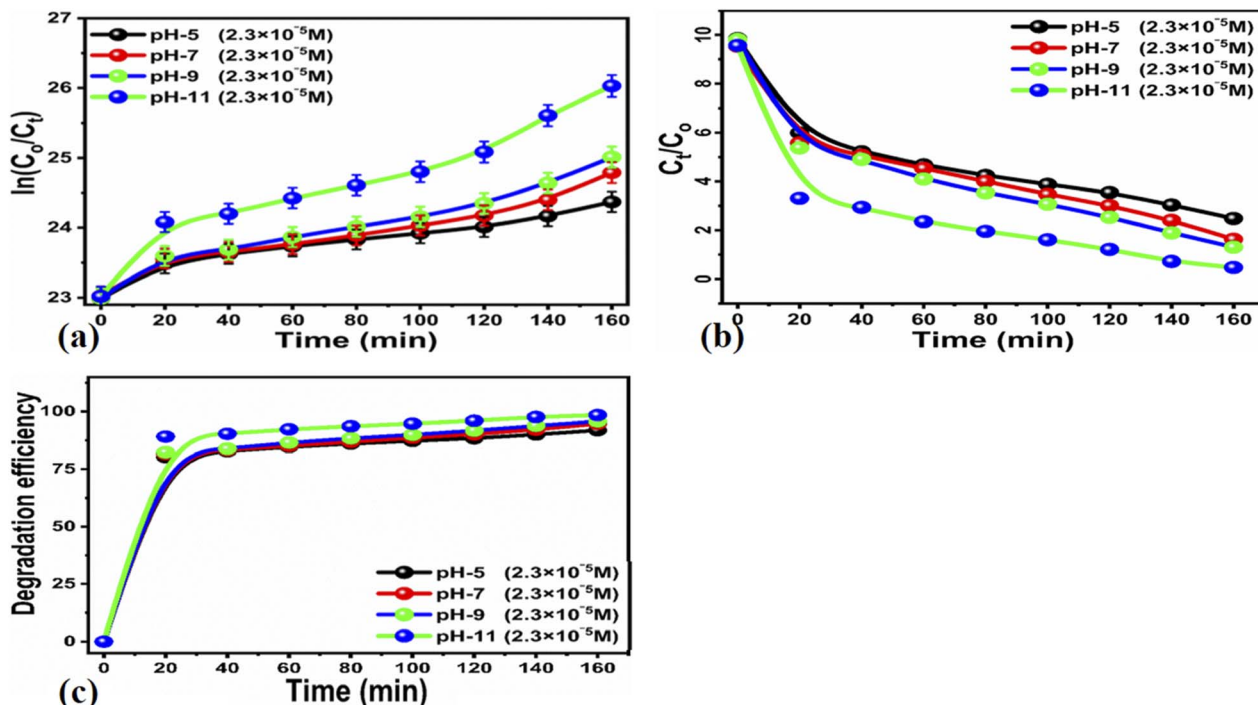 27
26
25
24
23
ln(Cₒ/Cₜ)
pH-5 (2.3×10⁻⁵M)
pH-7 (2.3×10⁻⁵M)
pH-9 (2.3×10⁻⁵M)
pH-11 (2.3×10⁻⁵M)
0 20 40 60 80 100 120 140 160
(a) Time (min)
10
8
6
4
2
0
Cₜ/Cₒ
pH-5 (2.3×10⁻⁵M)
pH-7 (2.3×10⁻⁵M)
pH-9 (2.3×10⁻⁵M)
pH-11 (2.3×10⁻⁵M)
0 20 40 60 80 100 120 140 160
(b) Time (min)
100
75
50
25
0
Degradation efficiency
pH-5 (2.3×10⁻⁵M)
pH-7 (2.3×10⁻⁵M)
pH-9 (2.3×10⁻⁵M)
pH-11 (2.3×10⁻⁵M)
0 20 40 60 80 100 120 140 160
(c) Time (min)